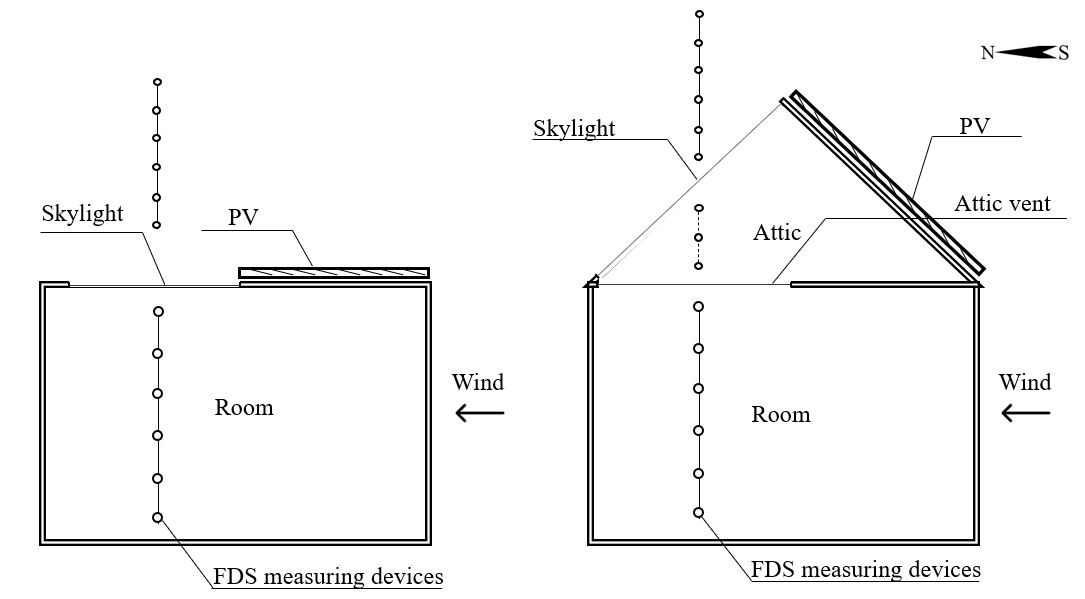 Skylight
PV
Room
Wind
FDS measuring devices
N
S
Skylight
PV
Attic vent
Attic
Room
Wind
FDS measuring devices